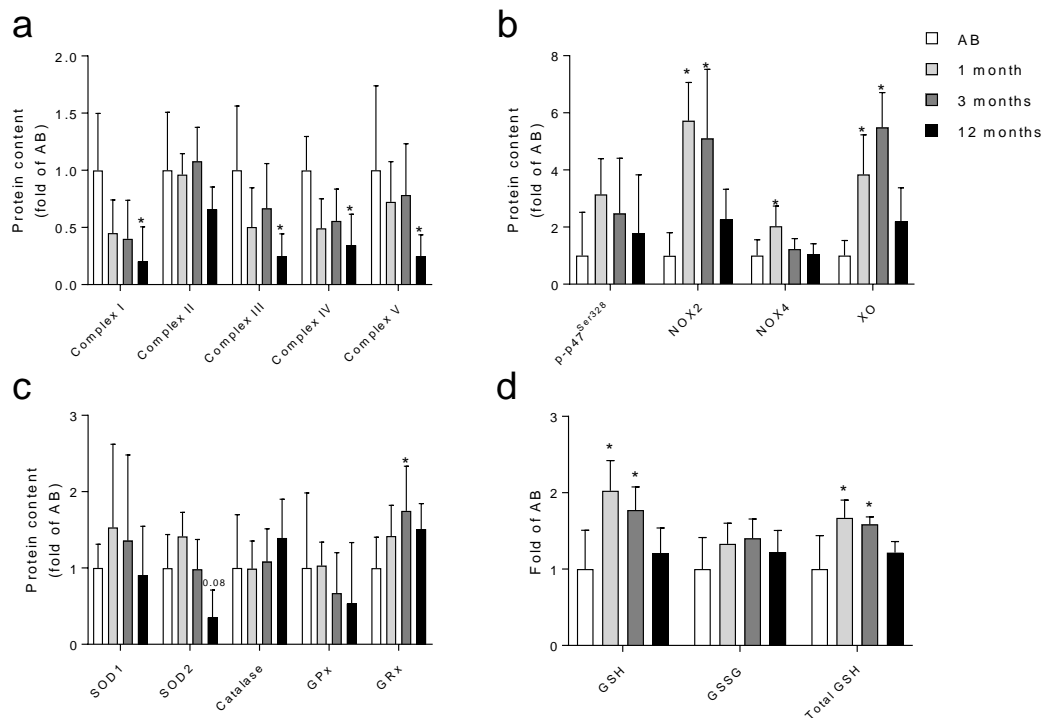 a
Protein content
(fold of AB)
2.0
1.5
1.0
0.5
0.0
*
*
*
*
Complex I
Complex II
Complex III
Complex IV
Complex V
b
Protein content
(fold of AB)
8
6
4
2
0
*
*
*
*
*
p-p47Ser328
NOX2
NOX4
XO
AB
1 month
3 months
12 months
c
Protein content
(fold of AB)
3
2
1
0
0.08
*
SOD1
SOD2
Catalase
GPx
GRx
d
Fold of AB
3
2
1
0
*
*
*
*
GSH
GSSG
Total GSH